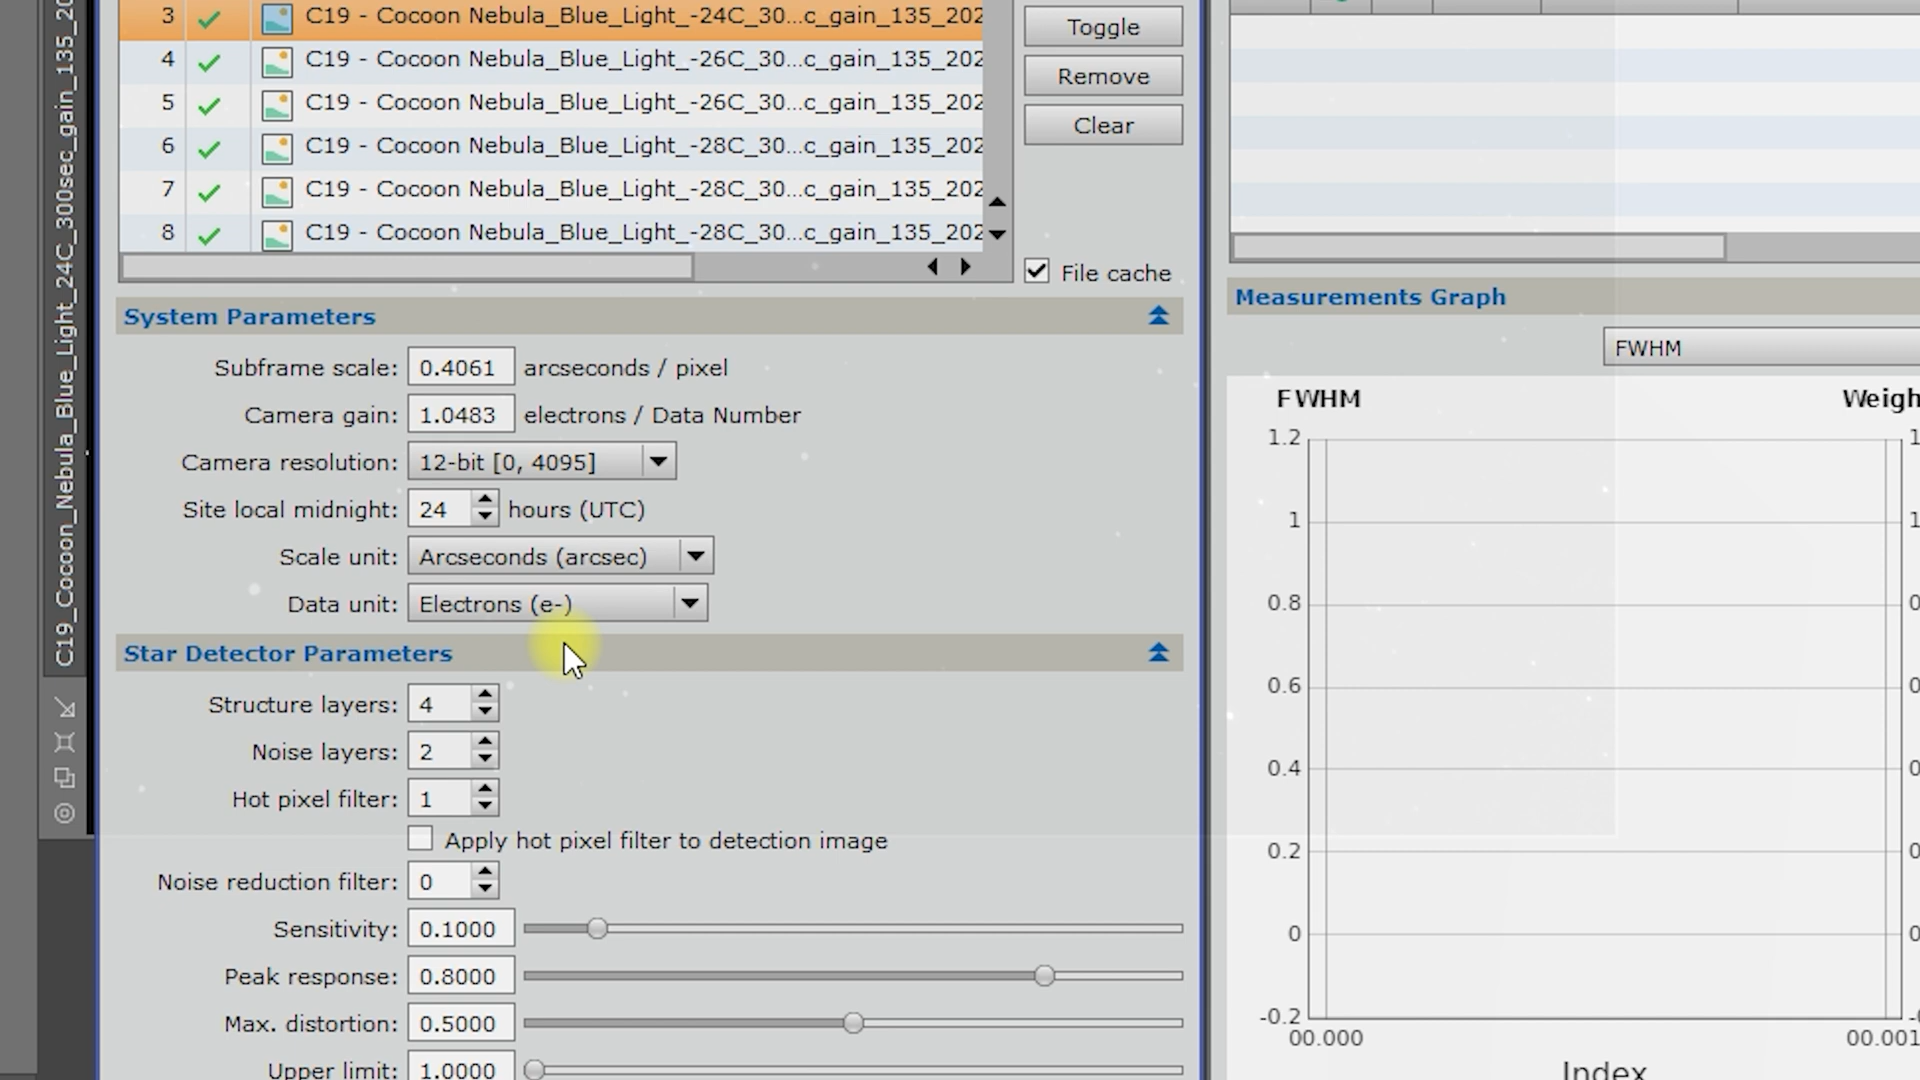 3 C19 - Cocoon Nebula_Blue_Light_-24C_30...c_gain_135_202
4 C19 - Cocoon Nebula_Blue_Light_-26C_30...c_gain_135_202
5 C19 - Cocoon Nebula_Blue_Light_-26C_30...c_gain_135_202
6 C19 - Cocoon Nebula_Blue_Light_-28C_30...c_gain_135_202
7 C19 - Cocoon Nebula_Blue_Light_-28C_30...c_gain_135_202
8 C19 - Cocoon Nebula_Blue_Light_-28C_30...c_gain_135_202
Toggle
Remove
Clear
File cache
C19_Cocoon_Nebula_Blue_Light_24C_300sec_gain_135_20
System Parameters
Subframe scale: 0.4061 arcseconds / pixel
Camera gain: 1.0483 electrons / Data Number
Camera resolution: 12-bit [0, 4095]
Site local midnight: 24 hours (UTC)
Scale unit: Arcseconds (arcsec)
Data unit: Electrons (e-)
Star Detector Parameters
Structure layers: 4
Noise layers: 2
Hot pixel filter: 1
Apply hot pixel filter to detection image
Noise reduction filter: 0
Sensitivity: 0.1000
Peak response: 0.8000
Max. distortion: 0.5000
Upper limit: 1.0000
Measurements Graph
FWHM
FWHM Weigh
1.2
1
0.8
0.6
0.4
0.2
0
-0.2
00.000 00.001
Index